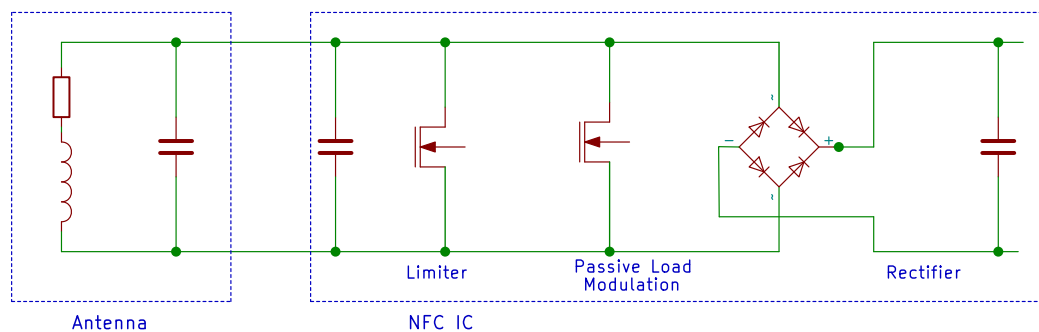 ~
− +
~
Limiter
Passive Load
Modulation
Rectifier
Antenna
NFC IC